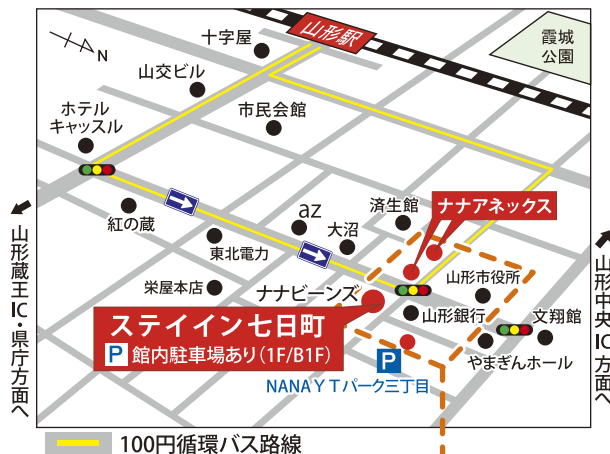 山形駅
十字屋
霞城
公園
N
山交ビル
市民会館
ホテル
キャッスル
済生館
ナナアネックス
az
大沼
紅の蔵
東北電力
山形市役所
栄屋本店
ナナビーンズ
山形銀行
文翔館
ステイイン七日町
P 館内駐車場あり(1F/B1F)
やまぎんホール
P
NANAYTパーク三丁目
山形蔵王IC・県庁方面へ
山形中央IC方面へ
100円循環バス路線